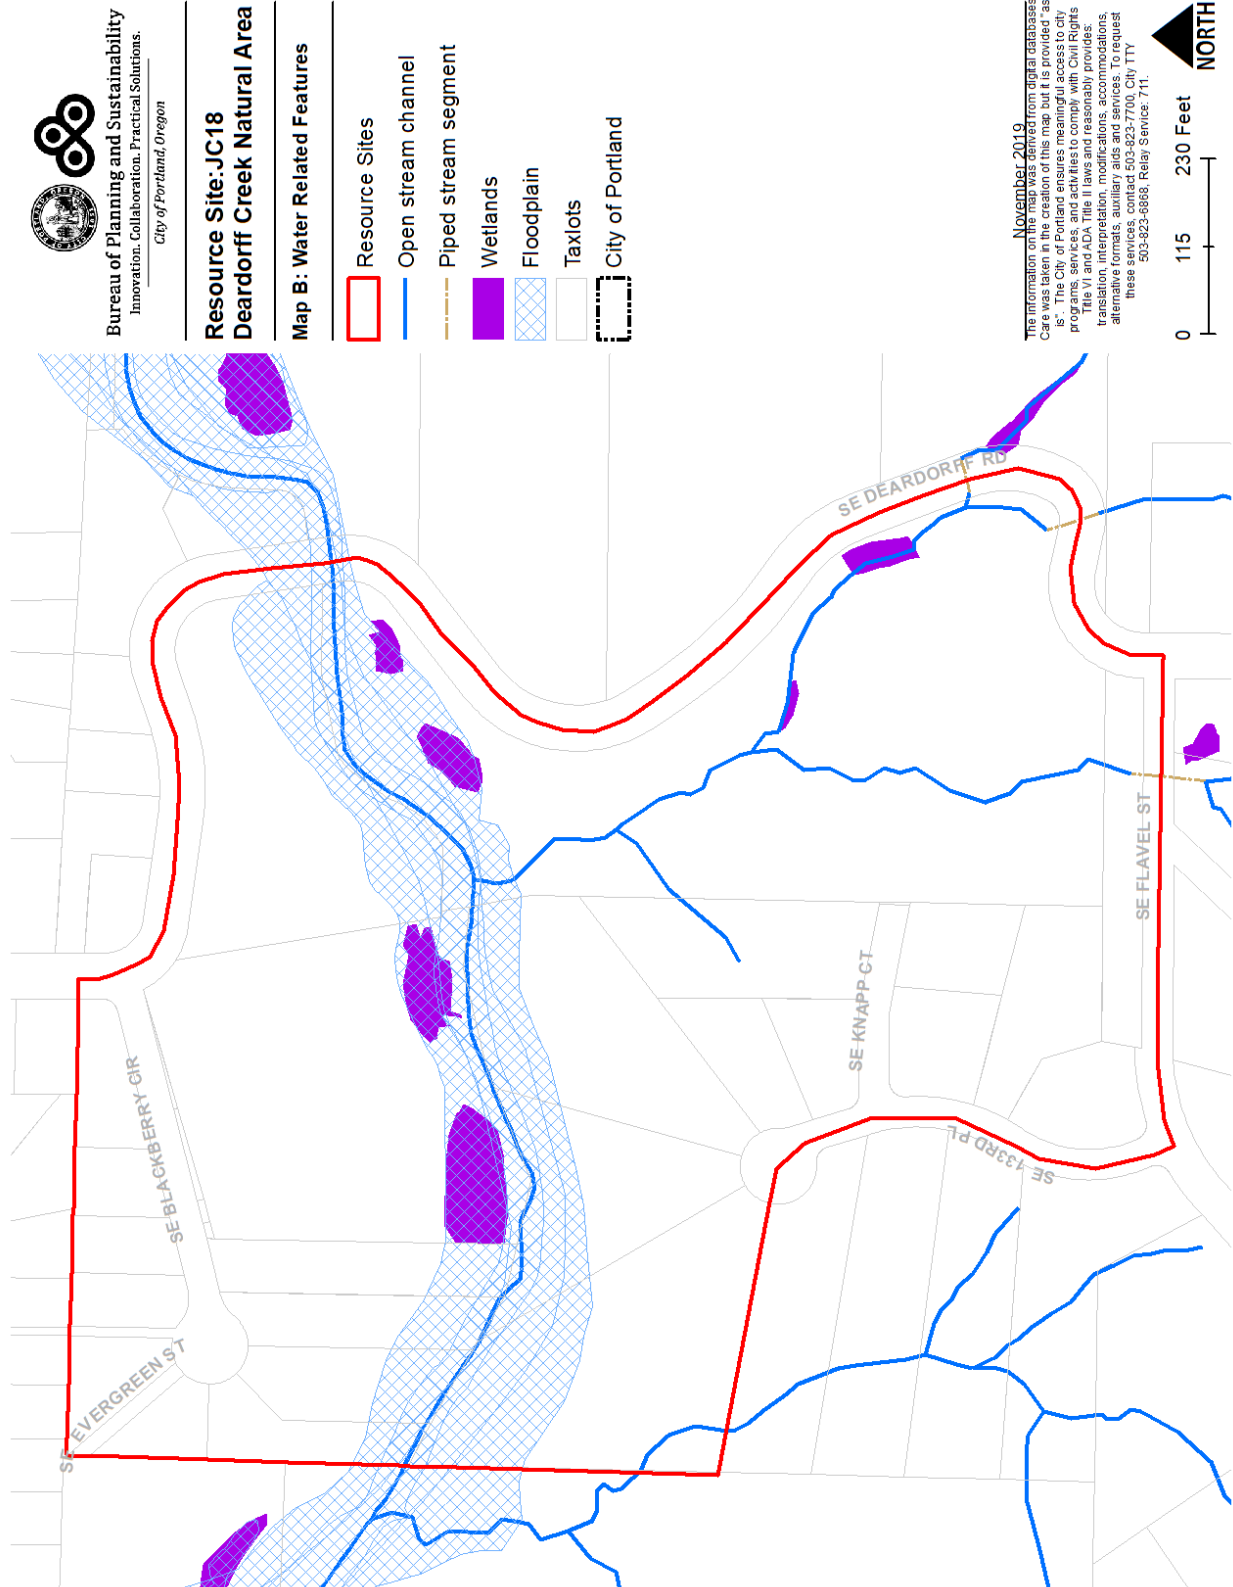 Bureau of Planning and Sustainability
Innovation. Collaboration. Practical Solutions.
City of Portland, Oregon
Resource Site:JC18
Deardorff Creek Natural Area
Map B: Water Related Features
Resource Sites
Open stream channel
Piped stream segment
Wetlands
Floodplain
Taxlots
City of Portland
November 2019
The information on the map was derived from digital databases
Care was taken in the creation of this map but it is provided "as
is". The City of Portland ensures meaningful access to city
programs, services, and activities to comply with Civil Rights
Title VI and ADA Title II laws and reasonably provides:
translation, interpretation, modifications, accommodations,
alternative formats, auxiliary aids and services. To request
these services, contact 503-823-7700, City TTY
503-823-6868, Relay Service: 711.
0 115 230 Feet
NORTH
SE DEARDORFF RD
SE FLAVEL ST
SE KNAPP CT
SE 133RD PL
SE BLACKBERRY CIR
SE EVERGREEN ST